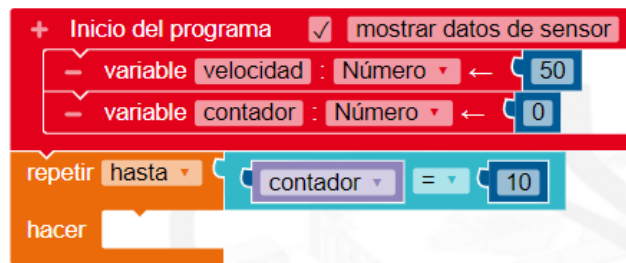 + Inicio del programa ✓ mostrar datos de sensor
− variable velocidad : Número ▾ ← 50
− variable contador : Número ▾ ← 0
repetir hasta ▾ contador ▾ = ▾ 10
hacer